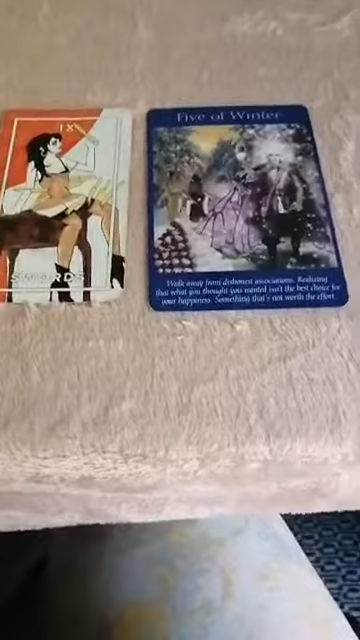 IX
SWORDS
Five of Winter
Walk away from dishonest associations. Realizing
that what you thought you wanted isn't the best choice for
your happiness. Something that's not worth the effort